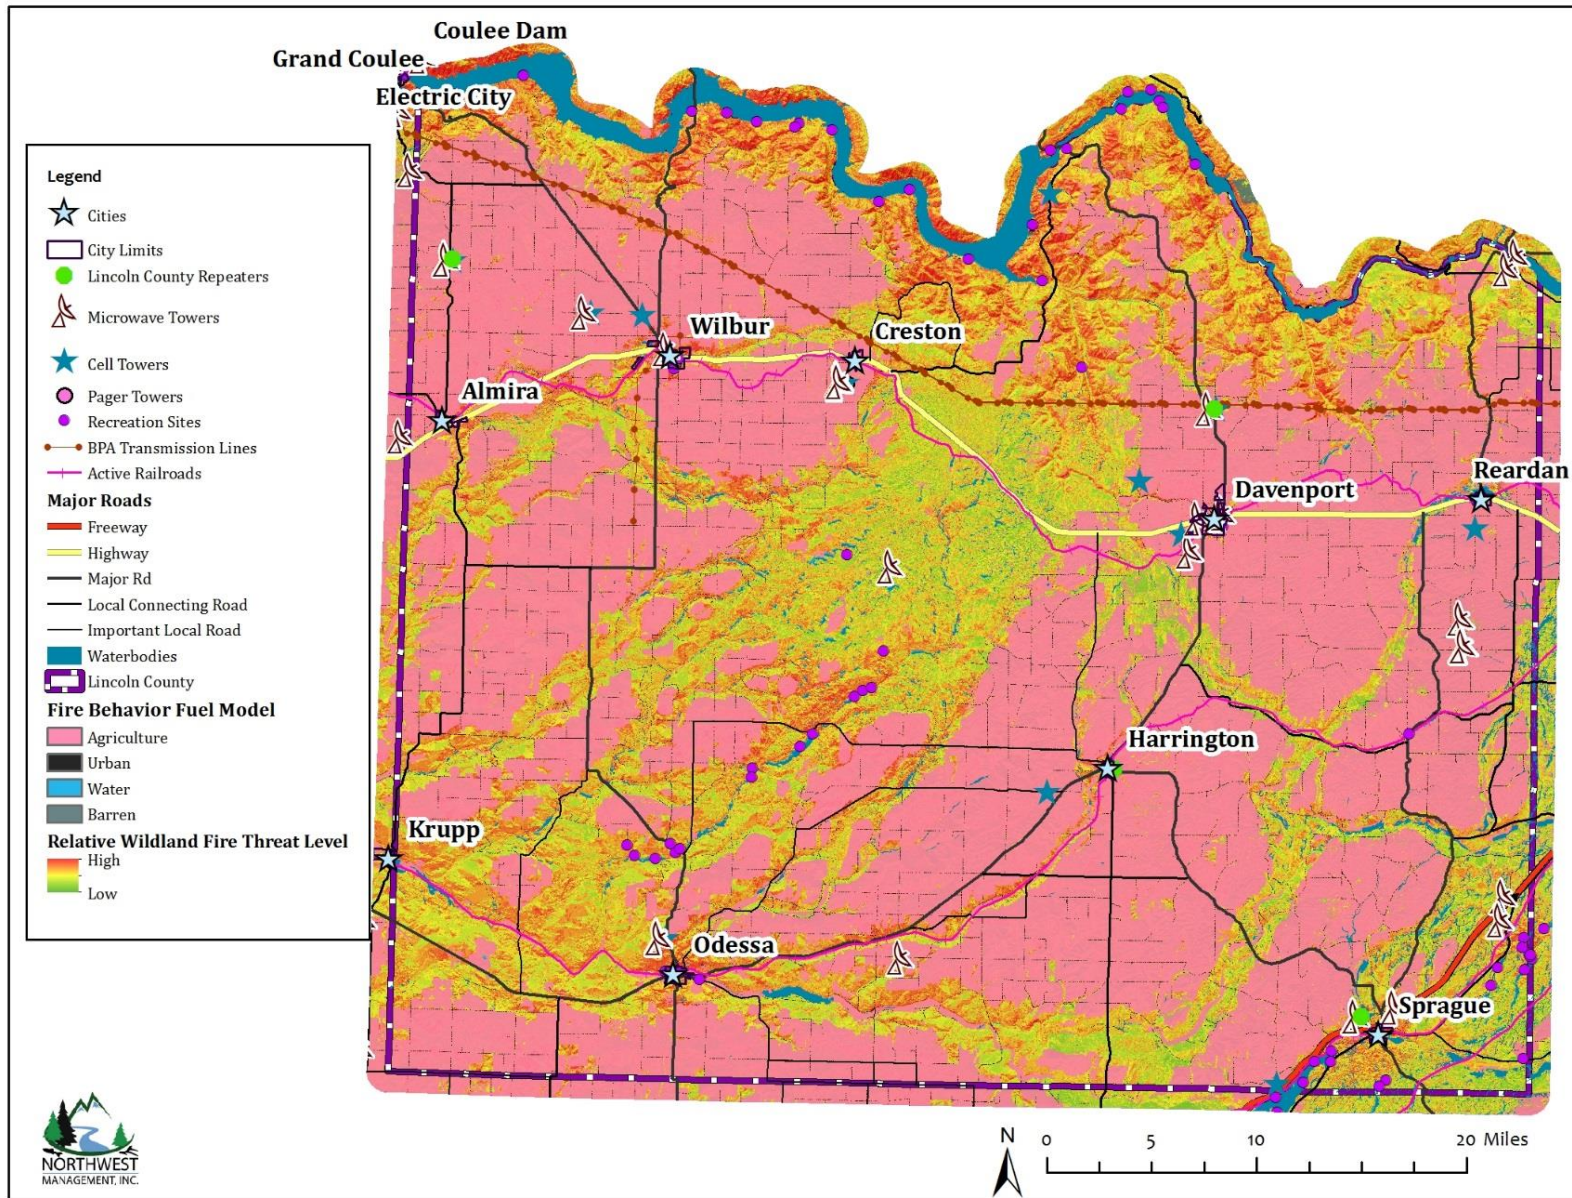 Coulee Dam
Grand Coulee
Electric City
Legend
Cities
City Limits
Lincoln County Repeaters
Microwave Towers
Cell Towers
Pager Towers
Recreation Sites
BPA Transmission Lines
Active Railroads
Major Roads
Freeway
Highway
Major Rd
Local Connecting Road
Important Local Road
Waterbodies
Lincoln County
Fire Behavior Fuel Model
Agriculture
Urban
Water
Barren
Relative Wildland Fire Threat Level
High
Low
Wilbur
Creston
Almira
Reardan
Davenport
Harrington
Krupp
Odessa
Sprague
NORTHWEST
MANAGEMENT, INC.
N
0 5 10 20 Miles